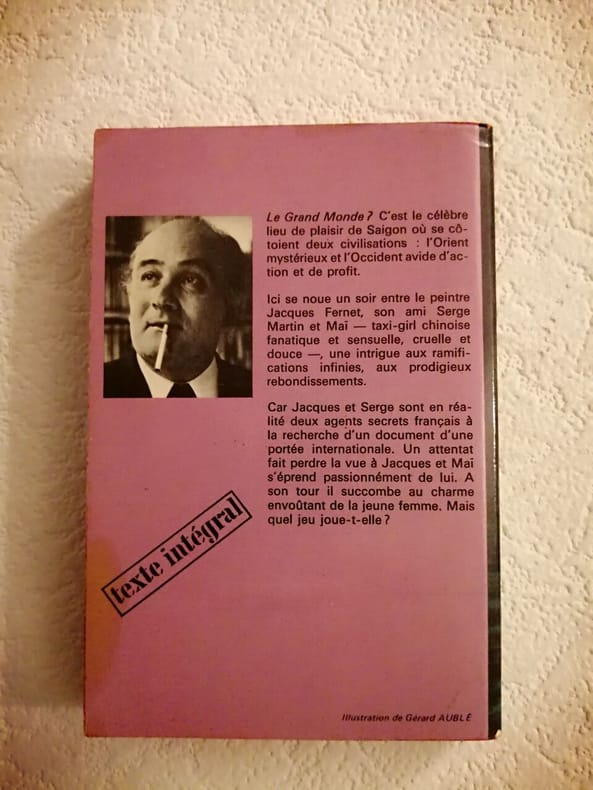 Le Grand Monde ? C'est le célèbre
lieu de plaisir de Saigon où se cô-
toient deux civilisations : l'Orient
mystérieux et l'Occident avide d'ac-
tion et de profit.
Ici se noue un soir entre le peintre
Jacques Fernet, son ami Serge
Martin et Maï — taxi-girl chinoise
fanatique et sensuelle, cruelle et
douce —, une intrigue aux ramifi-
cations infinies, aux prodigieux
rebondissements.
Car Jacques et Serge sont en réa-
lité deux agents secrets français à
la recherche d'un document d'une
portée internationale. Un attentat
fait perdre la vue à Jacques et Maï
s'éprend passionnément de lui. A
son tour il succombe au charme
envoûtant de la jeune femme. Mais
quel jeu joue-t-elle ?
texte intégral
Illustration de Gérard AUBLÉ